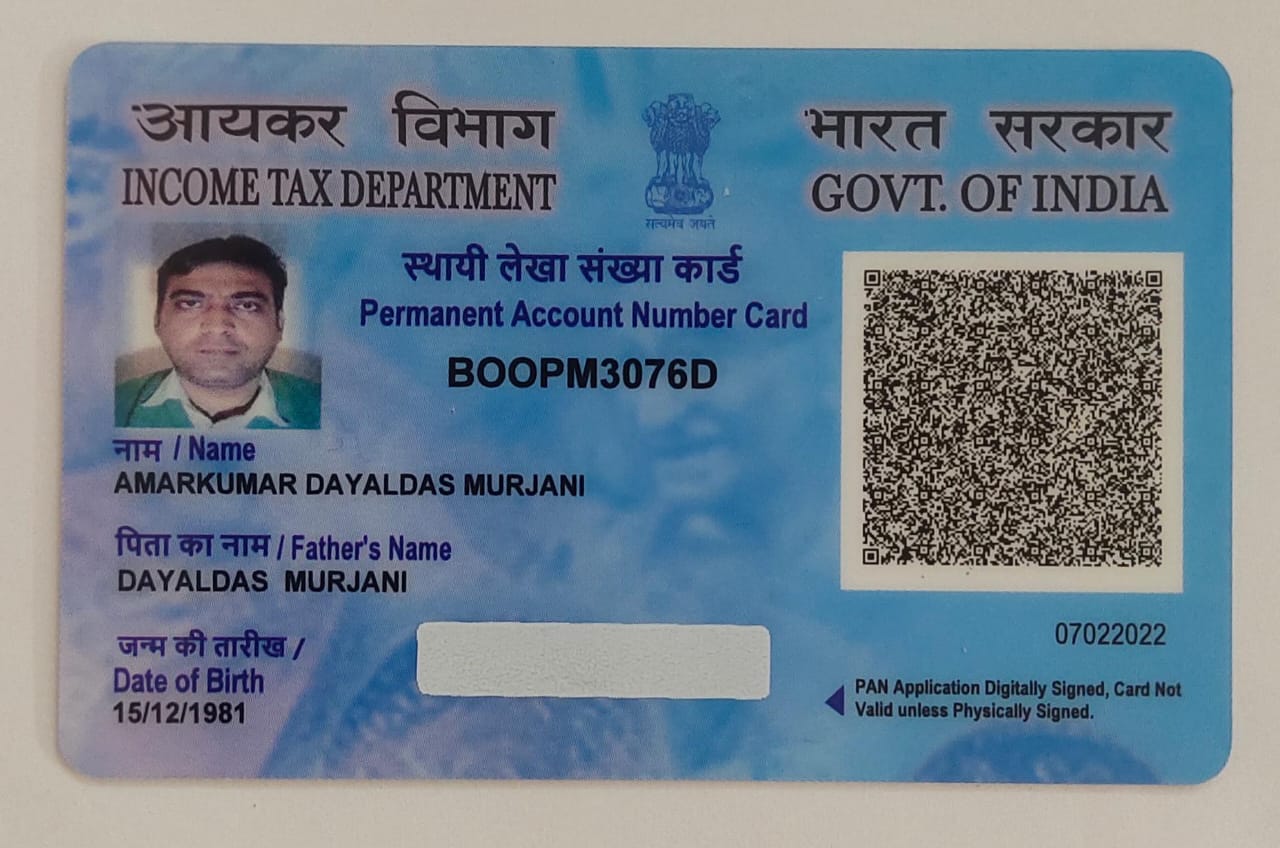 आयकर विभाग
INCOME TAX DEPARTMENT
सत्यमेव जयते
भारत सरकार
GOVT. OF INDIA
स्थायी लेखा संख्या कार्ड
Permanent Account Number Card
BOOPM3076D
नाम / Name
AMARKUMAR DAYALDAS MURJANI
पिता का नाम / Father's Name
DAYALDAS MURJANI
जन्म की तारीख /
Date of Birth
15/12/1981
07022022
PAN Application Digitally Signed, Card Not
Valid unless Physically Signed.